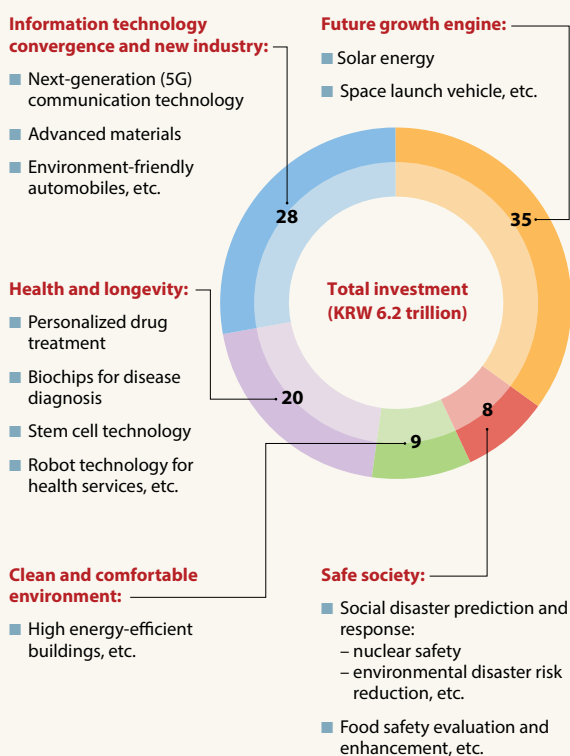 Information technology
convergence and new industry:
Next-generation (5G)
communication technology
Advanced materials
Environment-friendly
automobiles, etc.
Future growth engine:
Solar energy
Space launch vehicle, etc.
28
35
Total investment
(KRW 6.2 trillion)
Health and longevity:
Personalized drug
treatment
Biochips for disease
diagnosis
Stem cell technology
Robot technology for
health services, etc.
20
8
9
Clean and comfortable
environment:
High energy-efficient
buildings, etc.
Safe society:
Social disaster prediction and
response:
– nuclear safety
– environmental disaster risk
reduction, etc.
Food safety evaluation and
enhancement, etc.